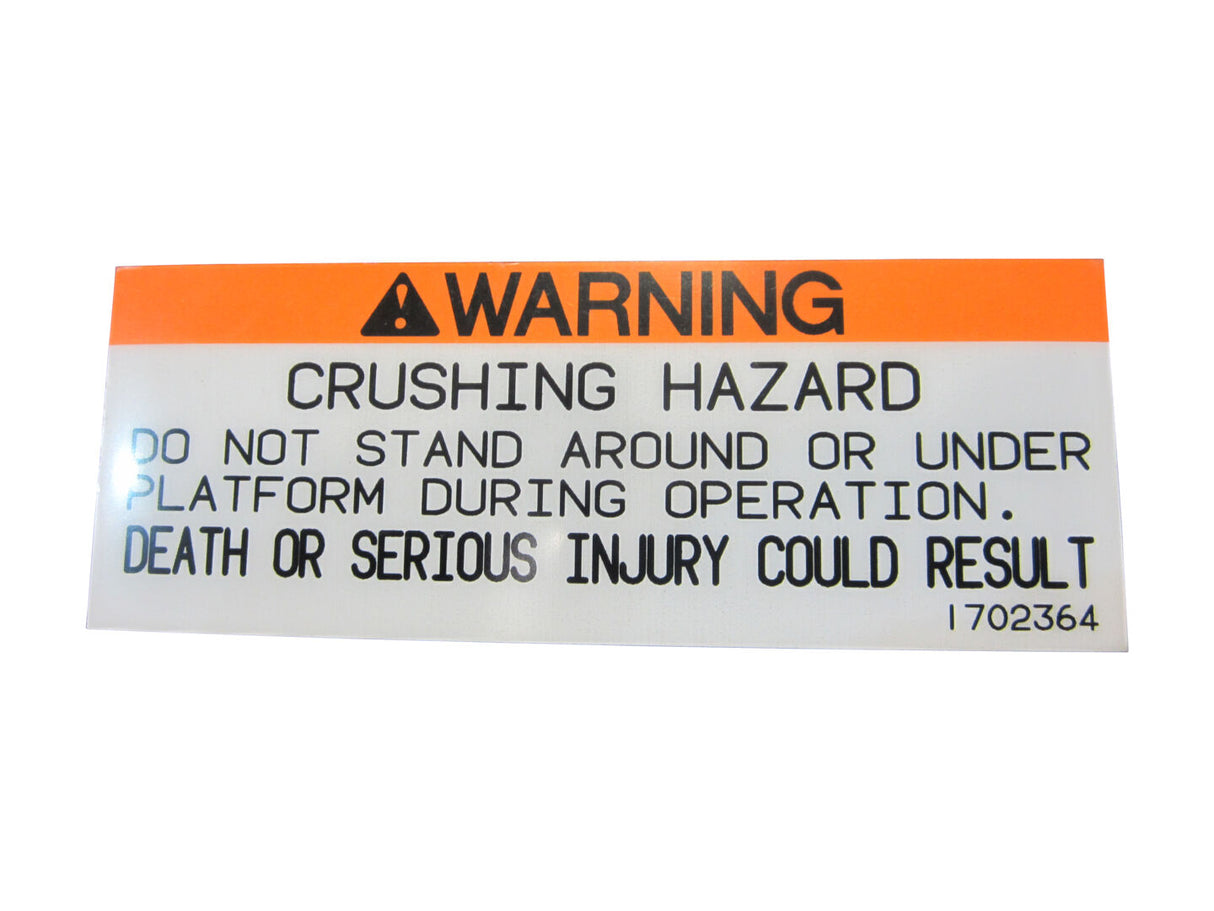 WARNING
CRUSHING HAZARD
DO NOT STAND AROUND OR UNDER
PLATFORM DURING OPERATION.
DEATH OR SERIOUS INJURY COULD RESULT
1702364